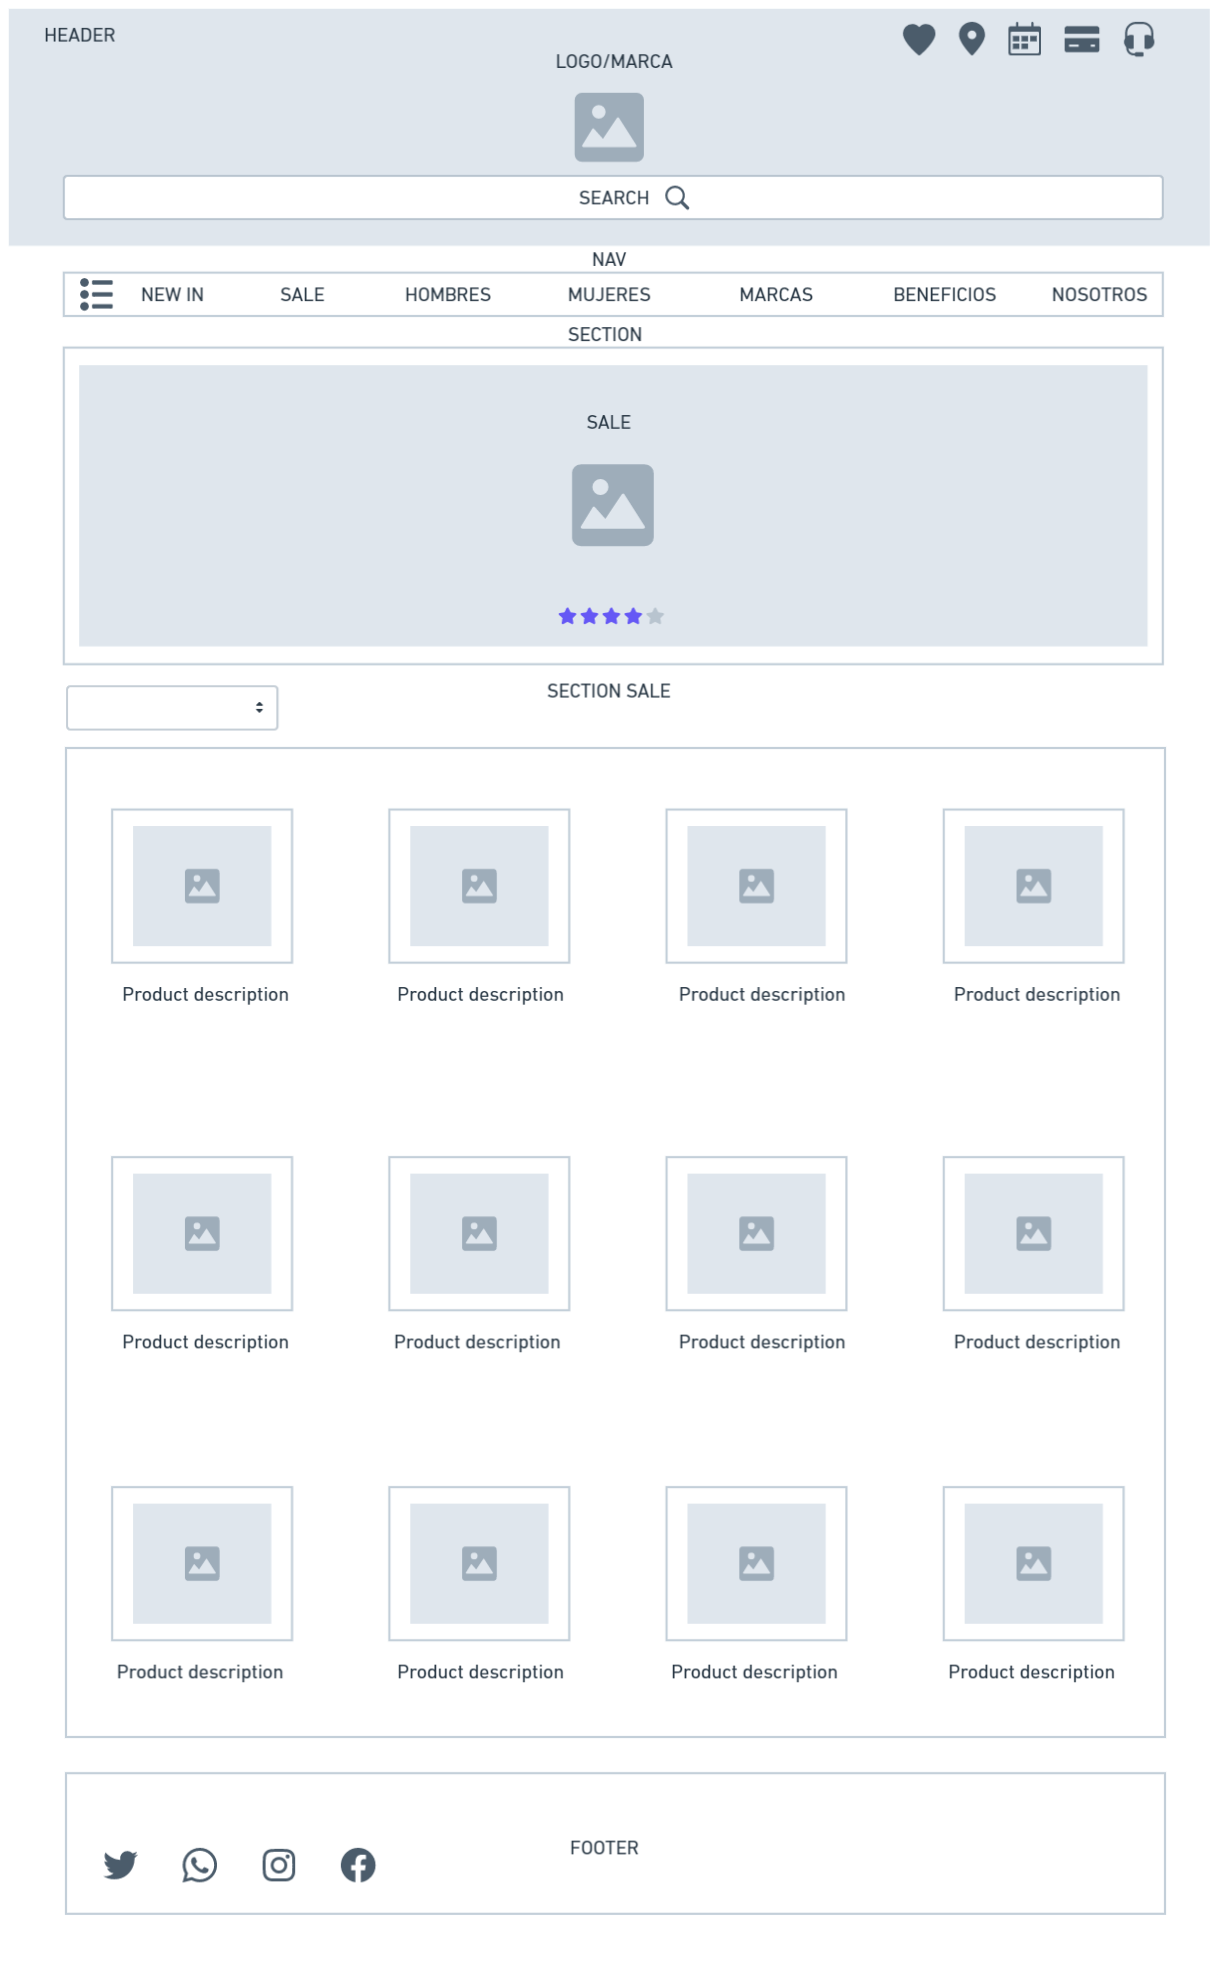 HEADER
LOGO/MARCA
SEARCH
NAV
NEW IN SALE HOMBRES MUJERES MARCAS BENEFICIOS NOSOTROS
SECTION
SALE
SECTION SALE
Product description Product description Product description Product description
Product description Product description Product description Product description
Product description Product description Product description Product description
FOOTER